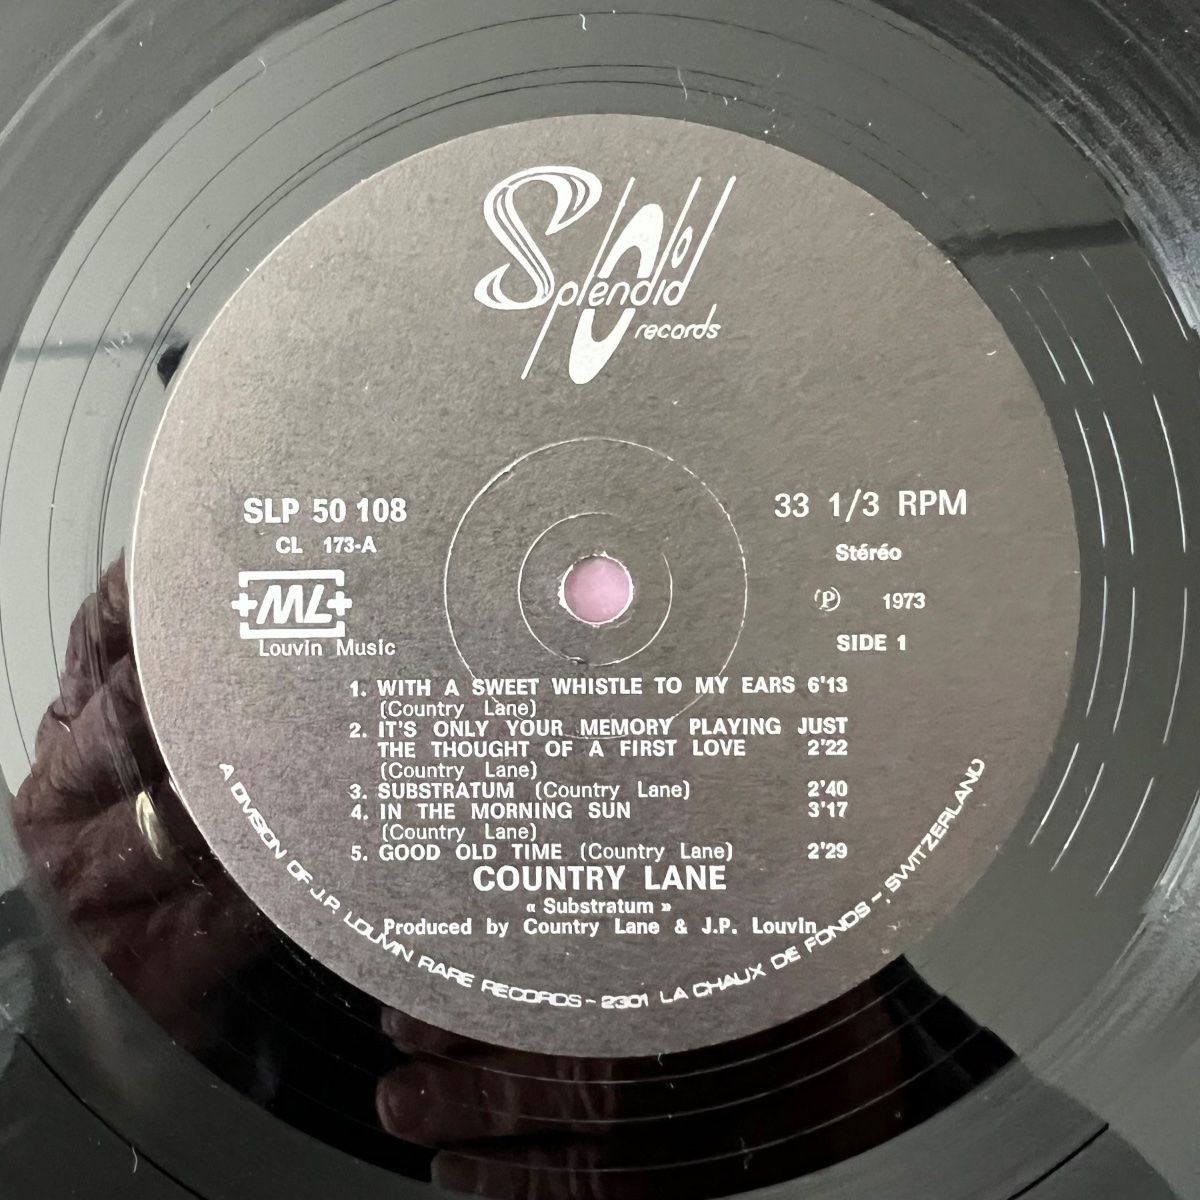 Splendid
records
SLP 50 108
CL 173-A
ML
Louvin Music
33 1/3 RPM
Stéréo
℗ 1973
SIDE 1
1. WITH A SWEET WHISTLE TO MY EARS 6'13
(Country Lane)
2. IT'S ONLY YOUR MEMORY PLAYING JUST
THE THOUGHT OF A FIRST LOVE 2'22
(Country Lane)
3. SUBSTRATUM (Country Lane) 2'40
4. IN THE MORNING SUN 3'17
(Country Lane)
5. GOOD OLD TIME (Country Lane) 2'29
COUNTRY LANE
« Substratum »
Produced by Country Lane & J.P. Louvin
A DIVISION OF J.P. LOUVIN RARE RECORDS - 2301 LA CHAUX DE FONDS -, SWITZERLAND